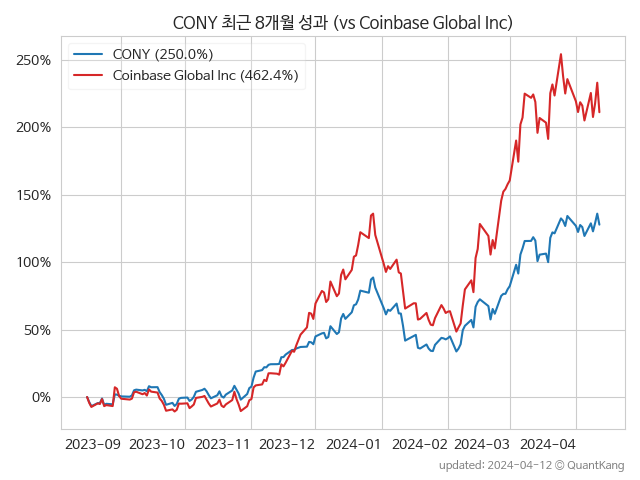 CONY 최근 8개월 성과 (vs Coinbase Global Inc)
CONY (250.0%)
Coinbase Global Inc (462.4%)
250%
200%
150%
100%
50%
0%
2023-09 2023-10 2023-11 2023-12 2024-01 2024-02 2024-03 2024-04
updated: 2024-04-12 © QuantKang